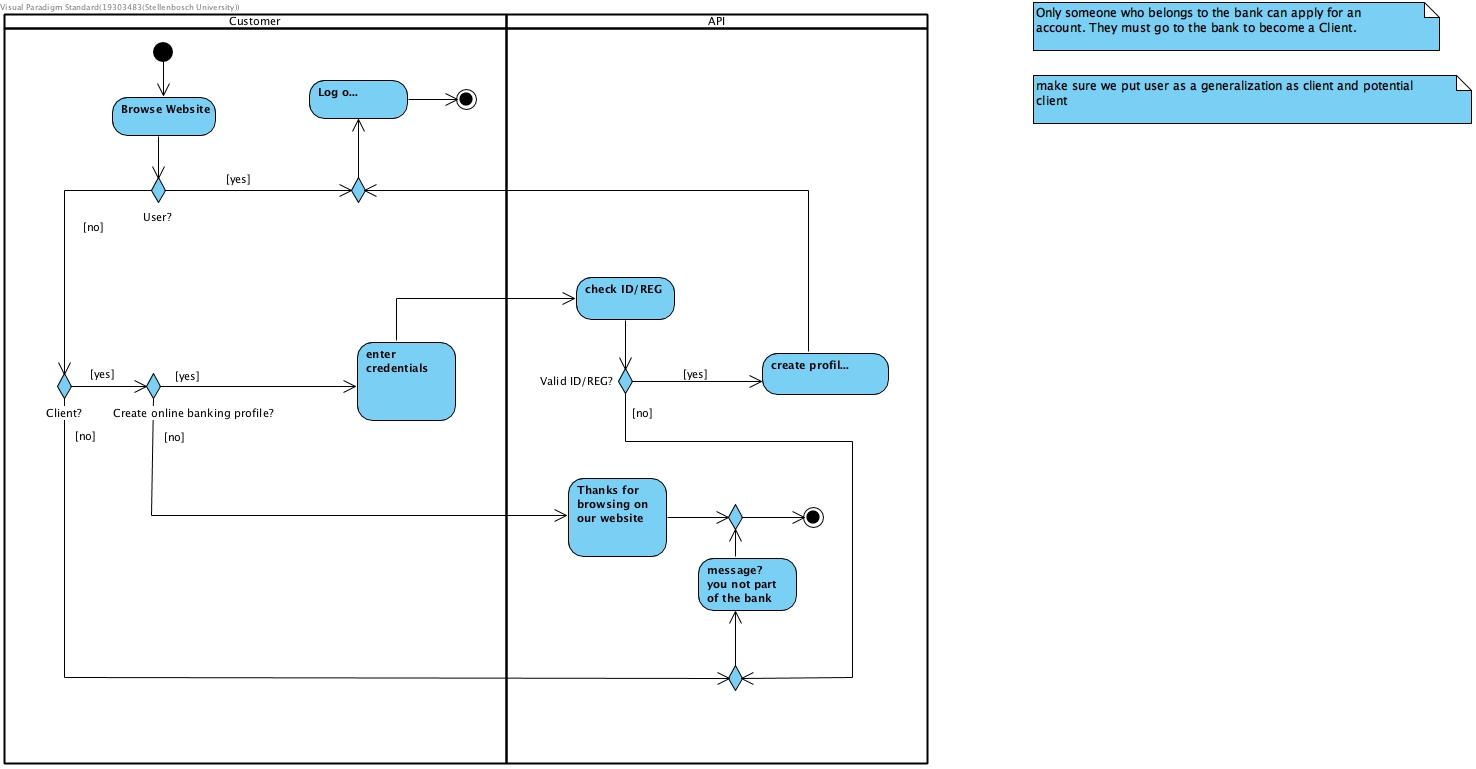 Visual Paradigm Standard(19303483(Stellenbosch University))
Customer
API
Only someone who belongs to the bank can apply for an
account. They must go to the bank to become a Client.
make sure we put user as a generalization as client and potential
client
Browse Website
Log o...
[yes]
User?
[no]
check ID/REG
enter
credentials
Valid ID/REG?
[yes]
create profil...
[no]
[yes]
[yes]
Client?
Create online banking profile?
[no]
[no]
Thanks for
browsing on
our website
message?
you not part
of the bank